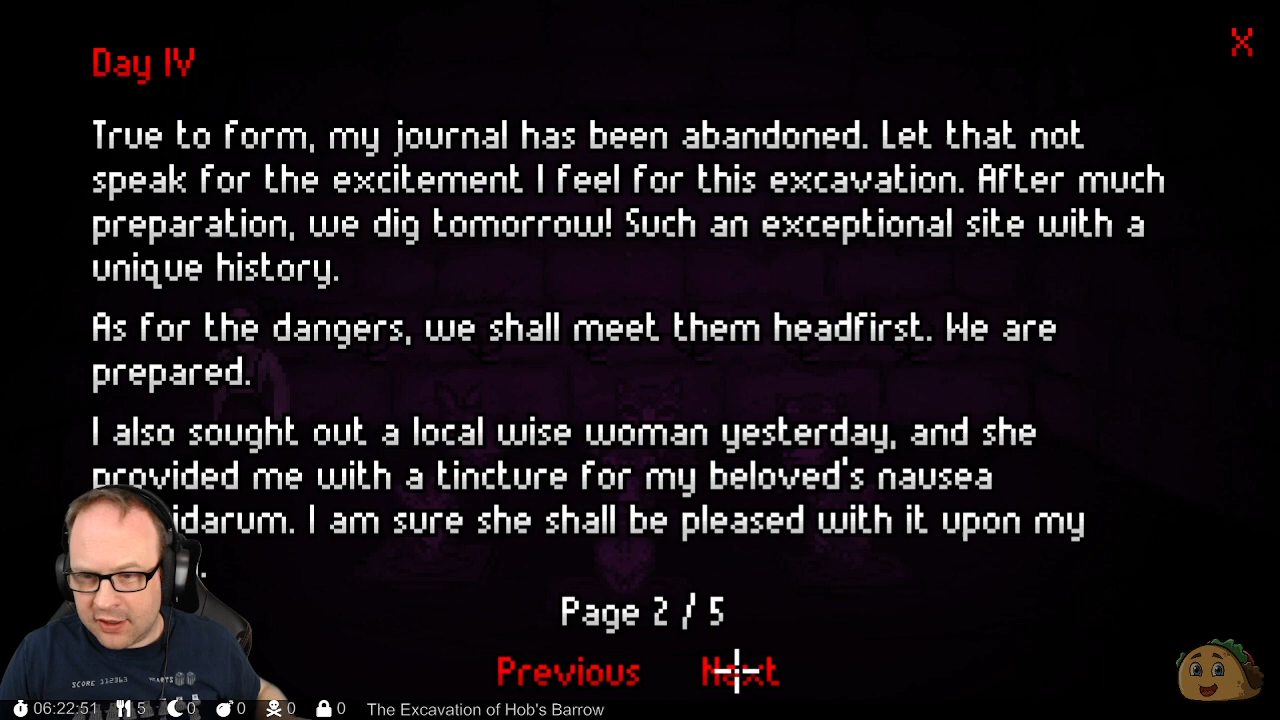 Day IV
X
True to form, my journal has been abandoned. Let that not
speak for the excitement I feel for this excavation. After much
preparation, we dig tomorrow! Such an exceptional site with a
unique history.
As for the dangers, we shall meet them headfirst. We are
prepared.
I also sought out a local wise woman yesterday, and she
provided me with a tincture for my beloved's nausea
idarum. I am sure she shall be pleased with it upon my
Page 2 / 5
Previous Next
SCORE 112363 HEARTS
06:22:51 5 0 0 0 0 The Excavation of Hob's Barrow